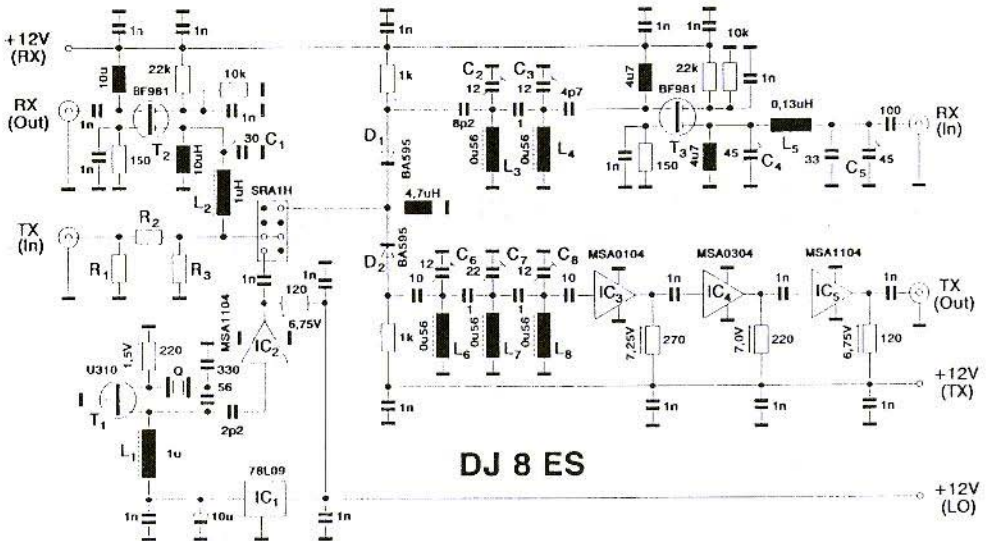 1n 1n 1n 1n 1n
+12V
(RX)
10u 22k 10k 1k C2 C3 4u7 22k 10k 1n
12 12 4p7
RX
(Out)
BF981 BF981
1n 1n 8p2 1 0,13uH 100
RX
(In)
T2 30 C1 D1 T3 L5
1n 150 10uH BA595 0u56 L3 0u56 L4 1n 150 4u7 45 C4 33 C5 45
L2 1uH SRA1H 4,7uH
TX
(In)
R2
R1 R3
D2 BA595 C6 C7 C8 MSA0104 MSA0304 MSA1104
12 22 12
1n 1n 120 10 1 1 10 IC3 1n IC4 1n IC5 1n
TX
(Out)
MSA1104 IC2 6,75V
1,5V 220 330 1k 0u56 L6 0u56 L7 0u56 L8 7,25V 270 7,0V 220 6,75V 120
U310 Q 56
T1 2p2
+12V
(TX)
1n 1n 1n 1n
L1 1u
78L09
DJ 8 ES
IC1
+12V
(LO)
1n 10u 1n